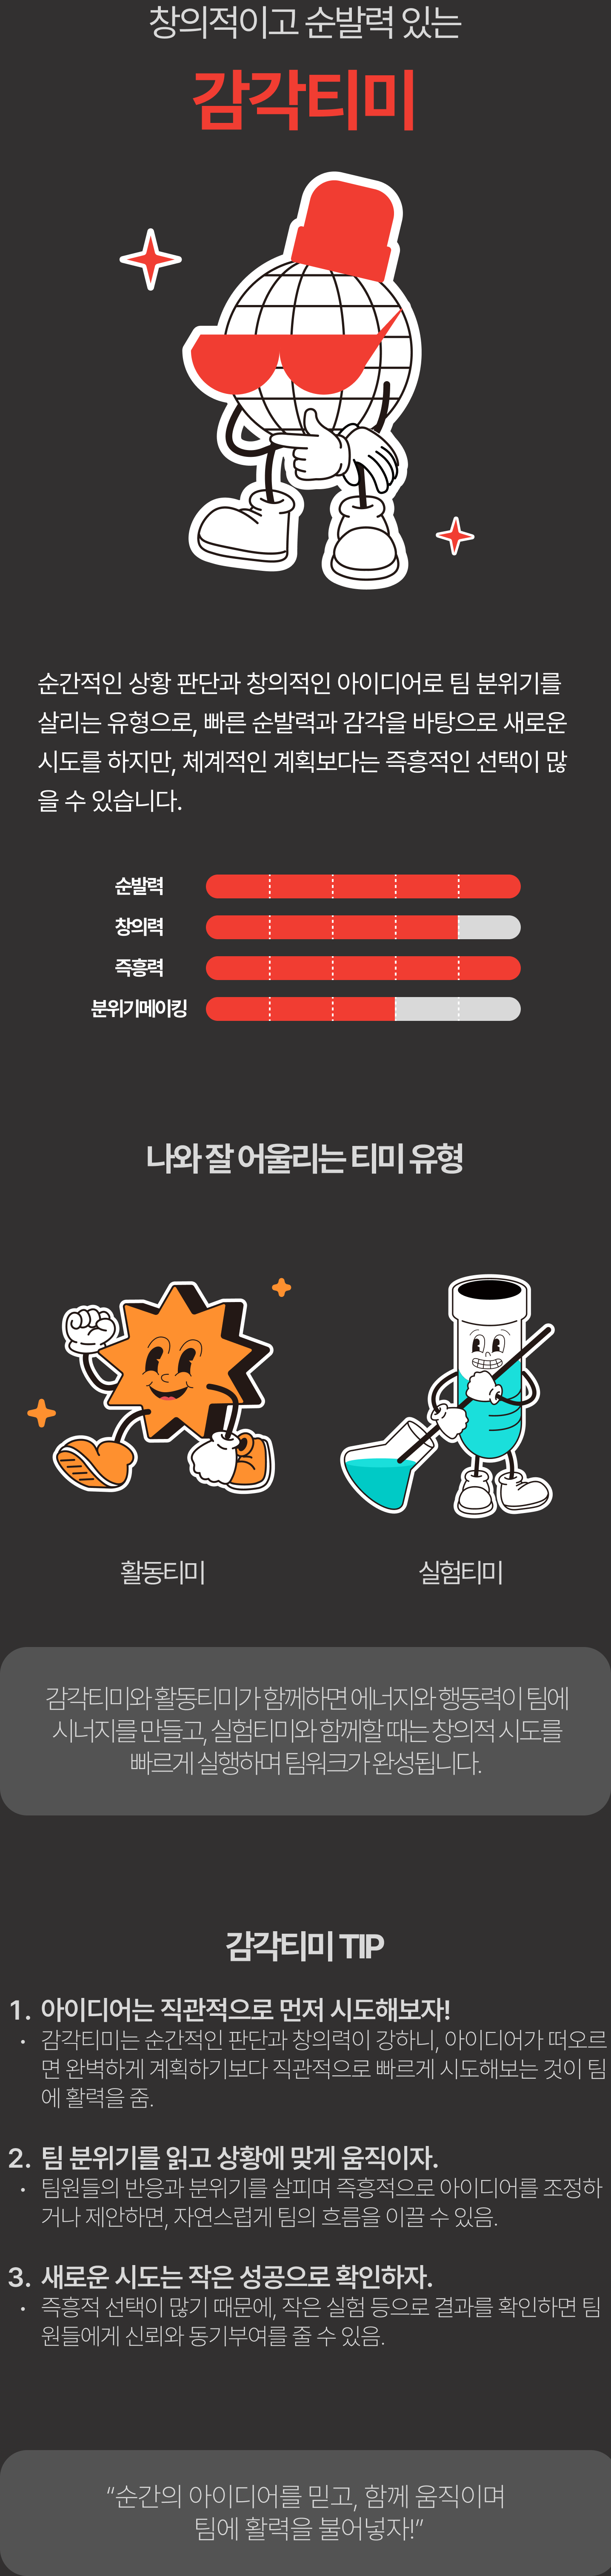 창의적이고 순발력 있는
감각티미
순간적인 상황 판단과 창의적인 아이디어로 팀 분위기를
살리는 유형으로, 빠른 순발력과 감각을 바탕으로 새로운
시도를 하지만, 체계적인 계획보다는 즉흥적인 선택이 많
을 수 있습니다.
순발력
창의력
즉흥력
분위기메이킹
나와 잘 어울리는 티미 유형
활동티미
실험티미
감각티미와 활동티미가 함께하면 에너지와 행동력이 팀에
시너지를 만들고, 실험티미와 함께할 때는 창의적 시도를
빠르게 실행하며 팀워크가 완성됩니다.
감각티미 TIP
1. 아이디어는 직관적으로 먼저 시도해보자!
• 감각티미는 순간적인 판단과 창의력이 강하니, 아이디어가 떠오르
면 완벽하게 계획하기보다 직관적으로 빠르게 시도해보는 것이 팀
에 활력을 줌.
2. 팀 분위기를 읽고 상황에 맞게 움직이자.
• 팀원들의 반응과 분위기를 살피며 즉흥적으로 아이디어를 조정하
거나 제안하면, 자연스럽게 팀의 흐름을 이끌 수 있음.
3. 새로운 시도는 작은 성공으로 확인하자.
• 즉흥적 선택이 많기 때문에, 작은 실험 등으로 결과를 확인하면 팀
원들에게 신뢰와 동기부여를 줄 수 있음.
“순간의 아이디어를 믿고, 함께 움직이며
팀에 활력을 불어넣자!”